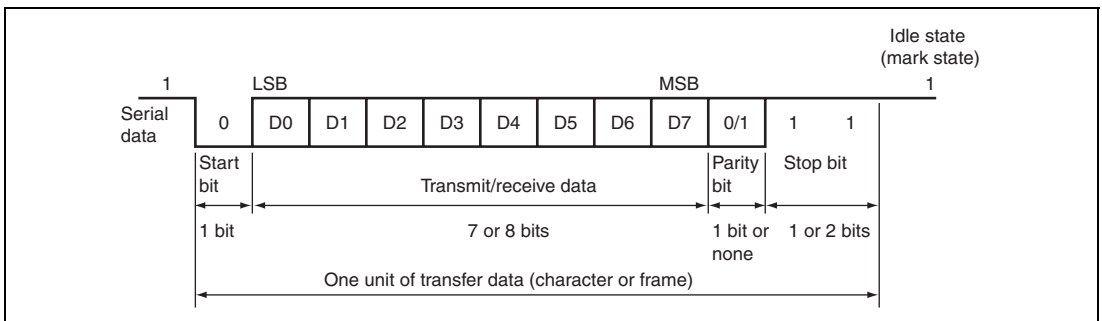 Idle state
(mark state)
1 LSB MSB 1
Serial
data
0 D0 D1 D2 D3 D4 D5 D6 D7 0/1 1 1
Start
bit
Transmit/receive data
Parity
bit
Stop bit
1 bit
7 or 8 bits
1 bit or
none
1 or 2 bits
One unit of transfer data (character or frame)